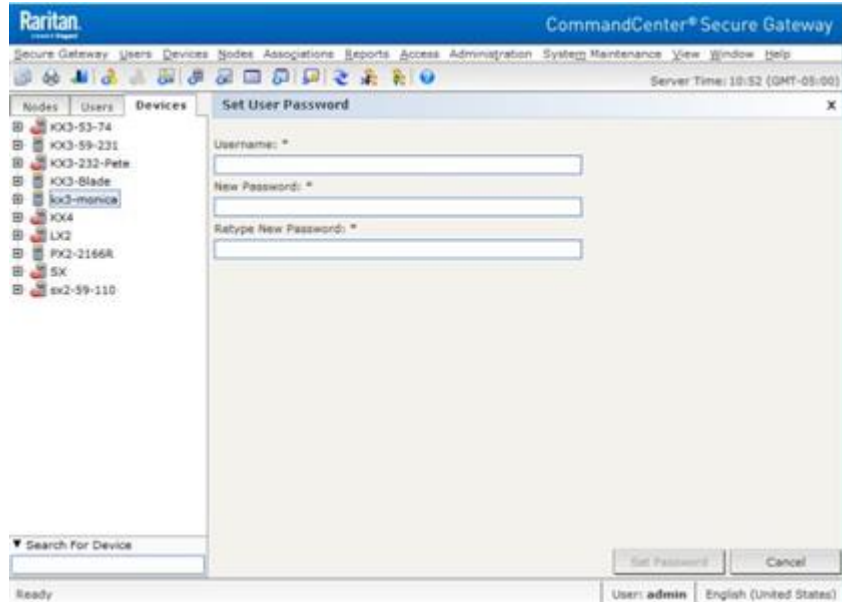 Raritan.
CommandCenter® Secure Gateway
Secure Gateway Users Devices Nodes Associations Reports Access Administration System Maintenance View Window Help
Server Time: 10:52 (GMT-05:00)
Nodes Users Devices
Set User Password x
KX3-53-74
KX3-59-231
KX3-232-Pete
KX3-Blade
kx3-monica
KX4
LX2
PX2-2166R
SX
sx2-59-110
Username: *
New Password: *
Retype New Password: *
Search For Device
Set Password Cancel
Ready
User: admin English (United States)